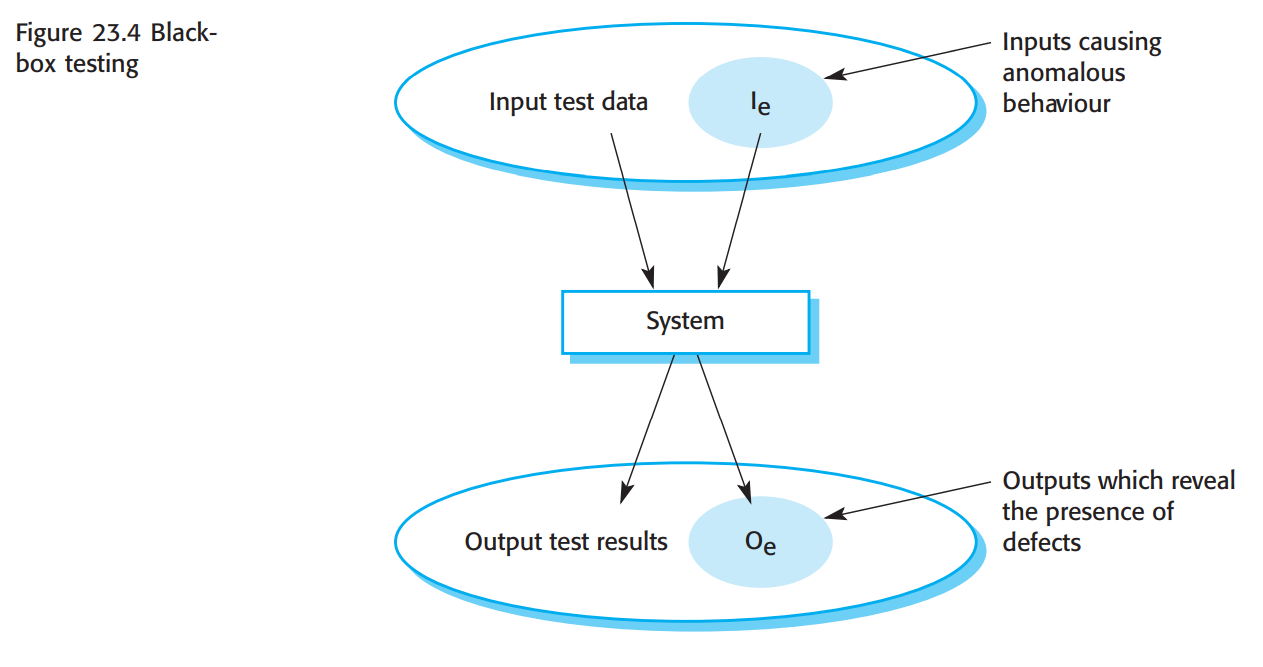 Figure 23.4 Black-
box testing
Inputs causing
anomalous
behaviour
Input test data
Ie
System
Outputs which reveal
the presence of
defects
Output test results
Oe